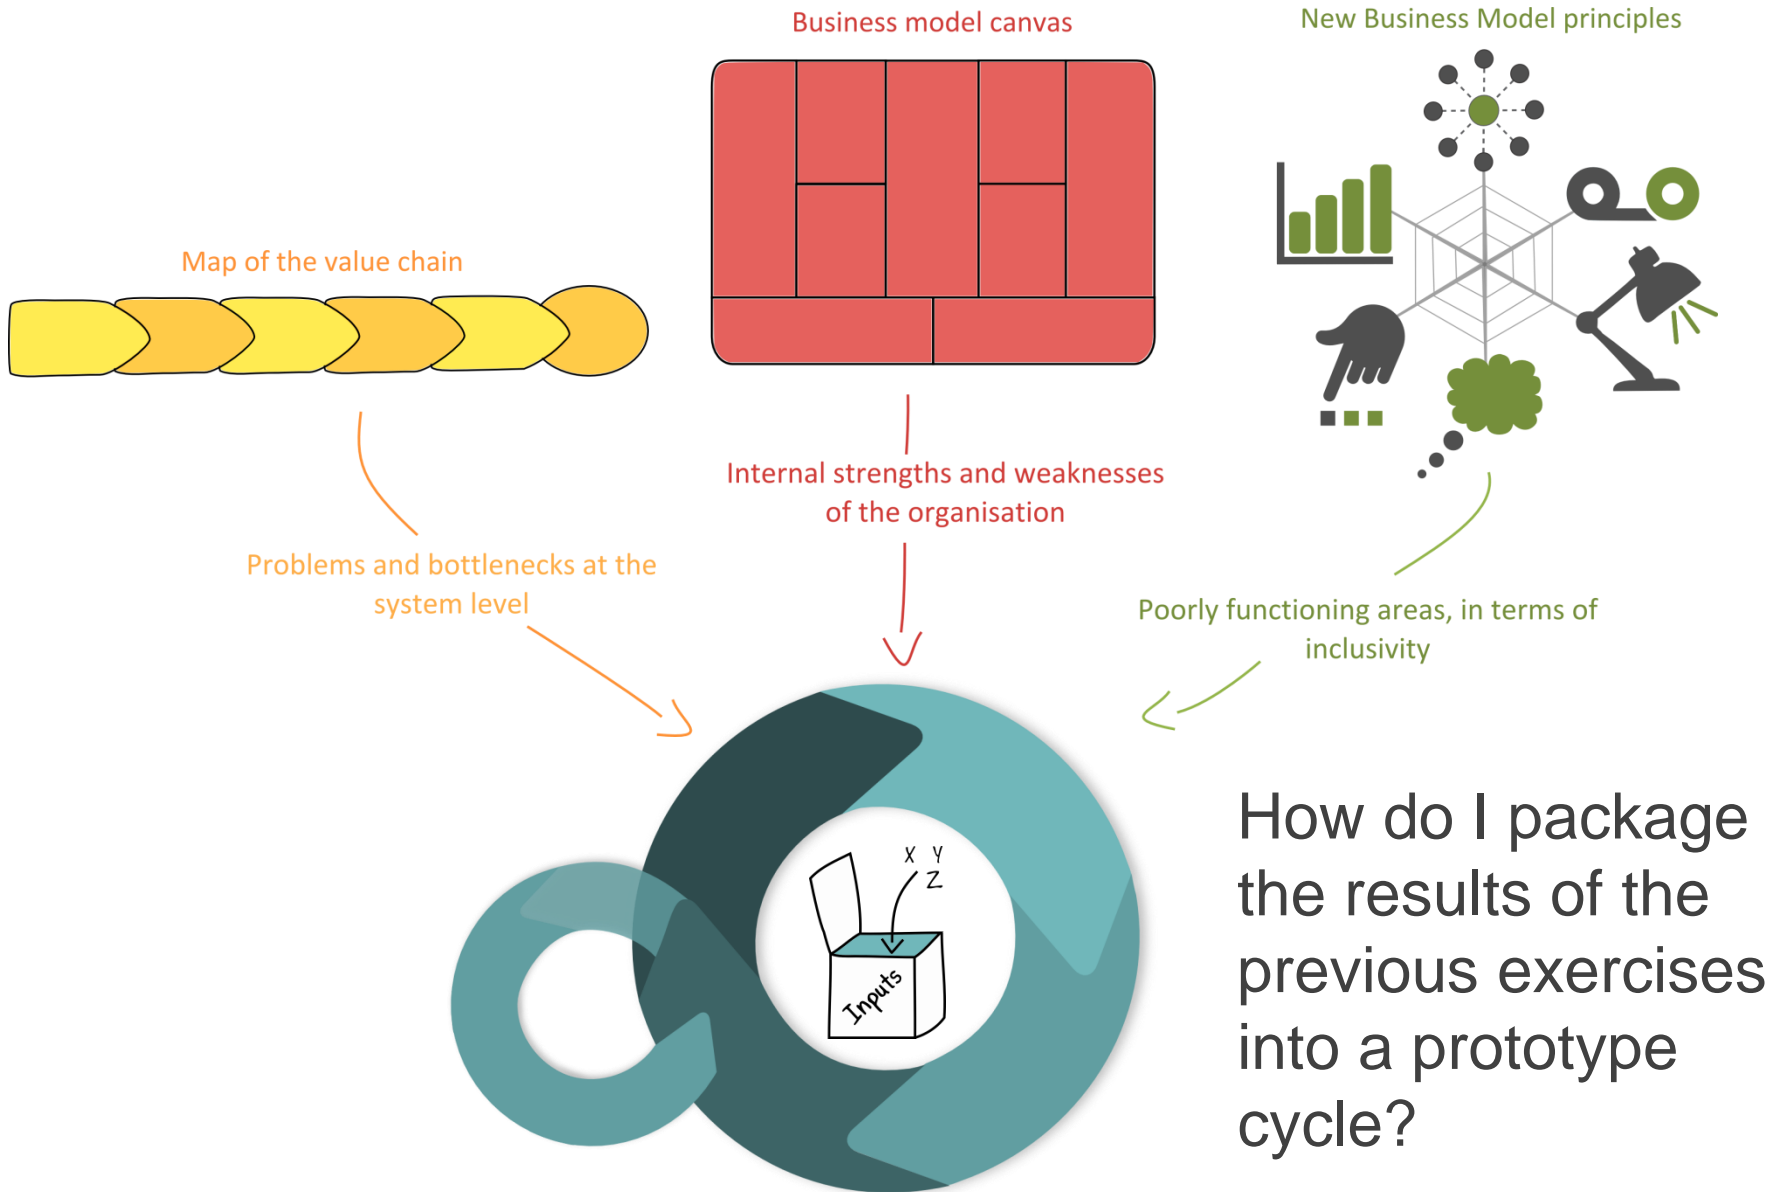 Business model canvas
New Business Model principles
Map of the value chain
Internal strengths and weaknesses
of the organisation
Problems and bottlenecks at the
system level
Poorly functioning areas, in terms of
inclusivity
X Y
Z
Inputs
How do I package
the results of the
previous exercises
into a prototype
cycle?